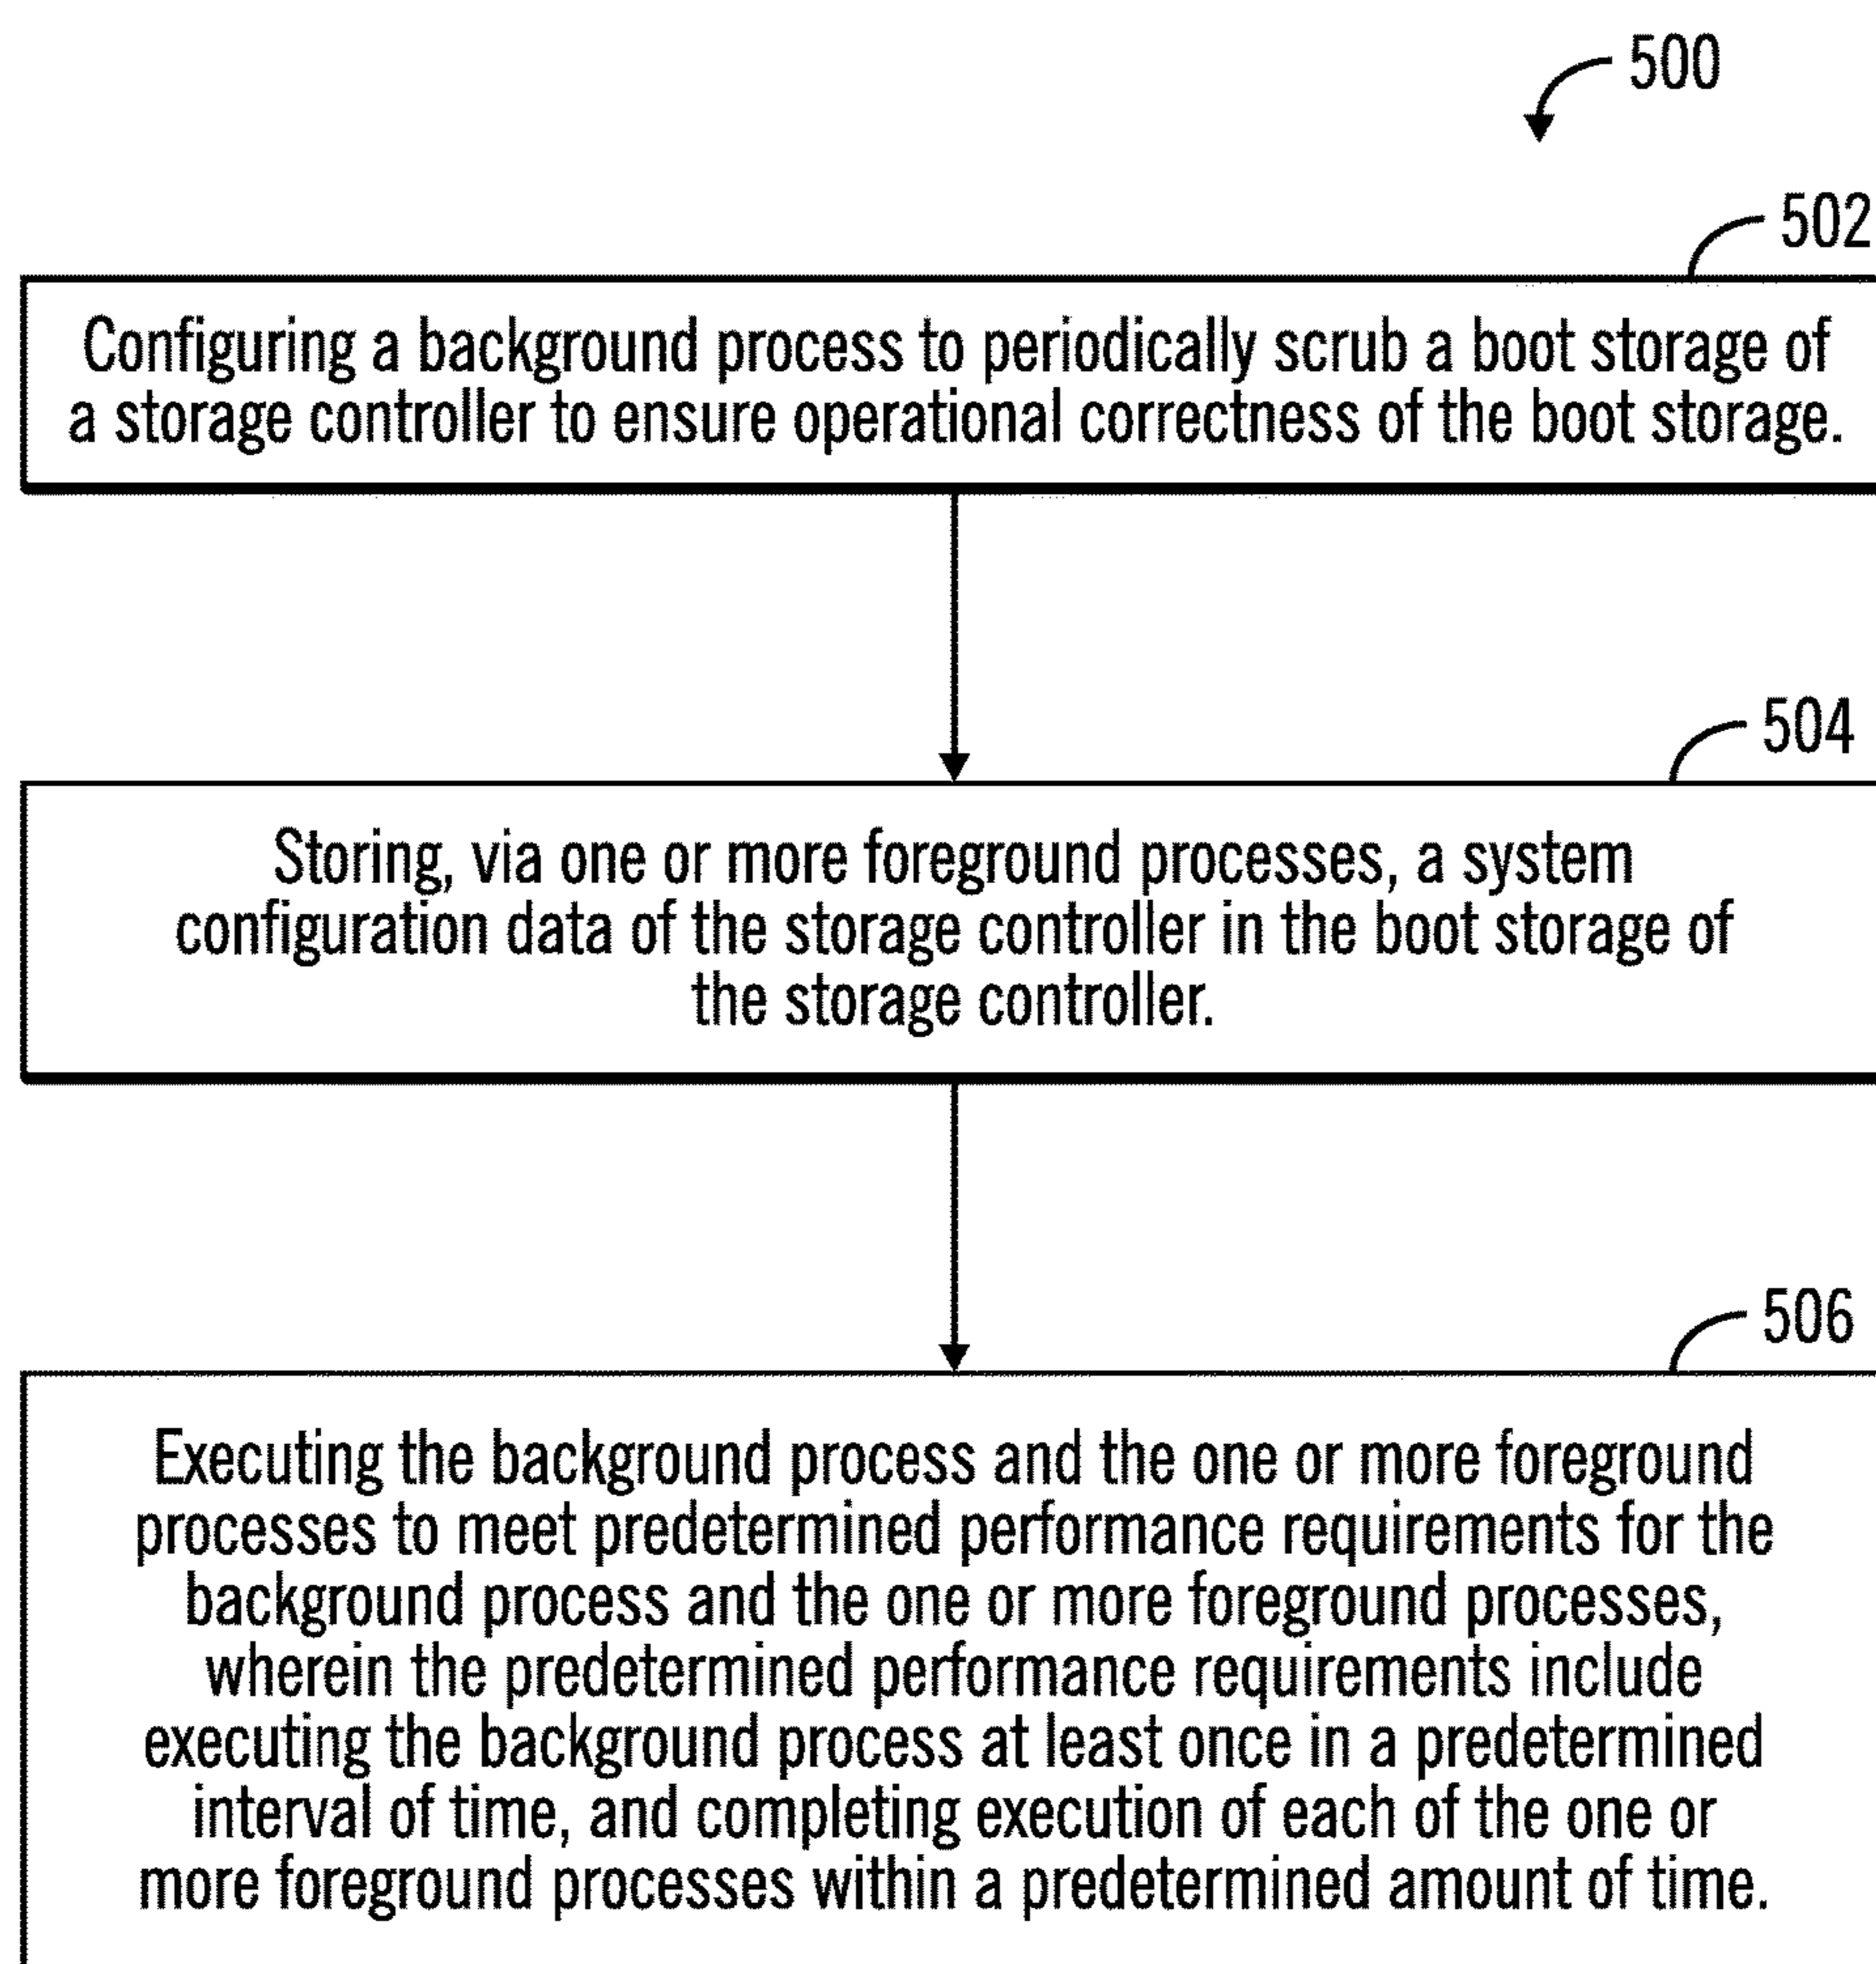 500
502
Configuring a background process to periodically scrub a boot storage of
a storage controller to ensure operational correctness of the boot storage.
504
Storing, via one or more foreground processes, a system
configuration data of the storage controller in the boot storage of
the storage controller.
506
Executing the background process and the one or more foreground
processes to meet predetermined performance requirements for the
background process and the one or more foreground processes,
wherein the predetermined performance requirements include
executing the background process at least once in a predetermined
interval of time, and completing execution of each of the one or
more foreground processes within a predetermined amount of time.